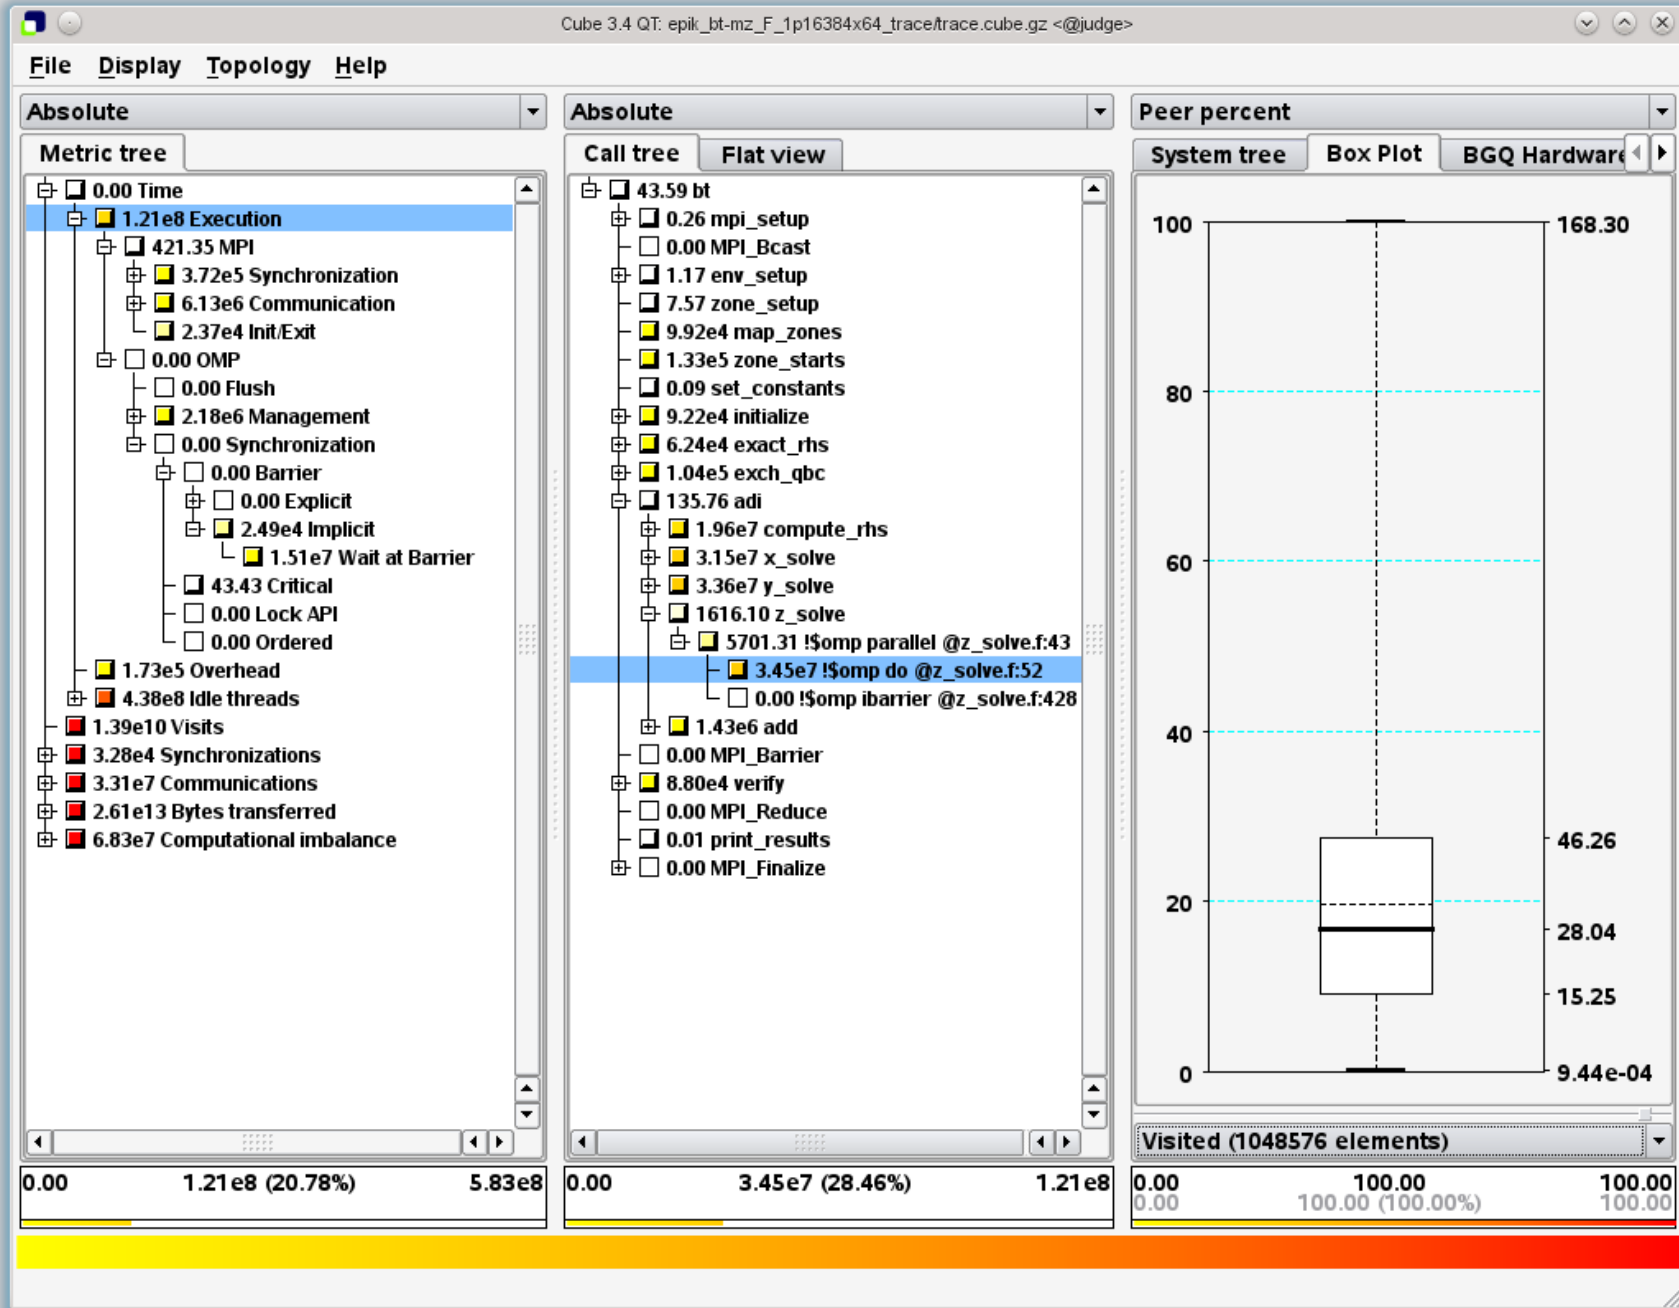 Cube 3.4 QT: epik_bt-mz_F_1p16384x64_trace/trace.cube.gz <@judge>
File Display Topology Help
Absolute
Metric tree
0.00 Time
1.21e8 Execution
421.35 MPI
3.72e5 Synchronization
6.13e6 Communication
2.37e4 Init/Exit
0.00 OMP
0.00 Flush
2.18e6 Management
0.00 Synchronization
0.00 Barrier
0.00 Explicit
2.49e4 Implicit
1.51e7 Wait at Barrier
43.43 Critical
0.00 Lock API
0.00 Ordered
1.73e5 Overhead
4.38e8 Idle threads
1.39e10 Visits
3.28e4 Synchronizations
3.31e7 Communications
2.61e13 Bytes transferred
6.83e7 Computational imbalance
0.00 1.21e8 (20.78%) 5.83e8
Absolute
Call tree Flat view
43.59 bt
0.26 mpi_setup
0.00 MPI_Bcast
1.17 env_setup
7.57 zone_setup
9.92e4 map_zones
1.33e5 zone_starts
0.09 set_constants
9.22e4 initialize
6.24e4 exact_rhs
1.04e5 exch_qbc
135.76 adi
1.96e7 compute_rhs
3.15e7 x_solve
3.36e7 y_solve
1616.10 z_solve
5701.31 !$omp parallel @z_solve.f:43
3.45e7 !$omp do @z_solve.f:52
0.00 !$omp ibarrier @z_solve.f:428
1.43e6 add
0.00 MPI_Barrier
8.80e4 verify
0.00 MPI_Reduce
0.01 print_results
0.00 MPI_Finalize
0.00 3.45e7 (28.46%) 1.21e8
Peer percent
System tree Box Plot BGQ Hardware
100 168.30
80
60
40
46.26
20
28.04
15.25
0 9.44e-04
Visited (1048576 elements)
0.00 100.00 100.00
0.00 100.00 (100.00%) 100.00